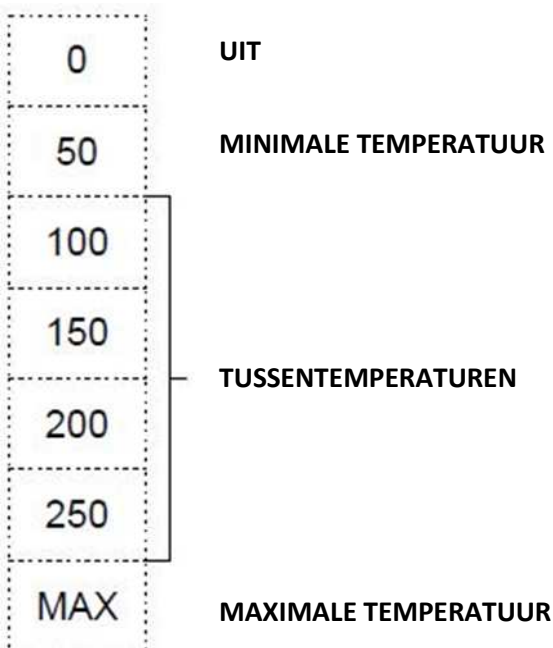 0 UIT
50 MINIMALE TEMPERATUUR
100
150
TUSSENTEMPERATUREN
200
250
MAX MAXIMALE TEMPERATUUR